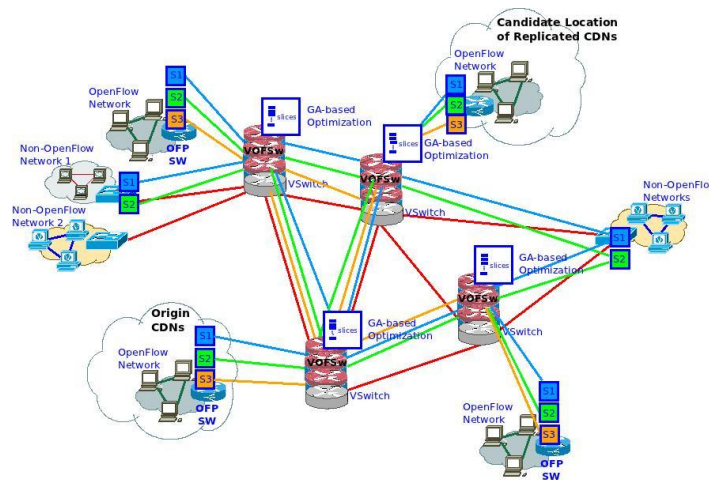 Candidate Location
of Replicated CDNs
OpenFlow
Network
S1
S2
S3
GA-based
Optimization
slices
OpenFlow
Network
S1
S2
S3
OFP
SW
VOFSw
VSwitch
slices
GA-based
Optimization
VOFSw
VSwitch
Non-OpenFlow
Network 1
S1
S2
Non-OpenFlow
Network 2
Non-OpenFlo
Networks
S1
S2
slices
GA-based
Optimization
VOFSw
VSwitch
Origin
CDNs
OpenFlow
Network
S1
S2
S3
OFP
SW
slices
GA-based
Optimization
VOFSw
VSwitch
OpenFlow
Network
S1
S2
S3
OFP
SW